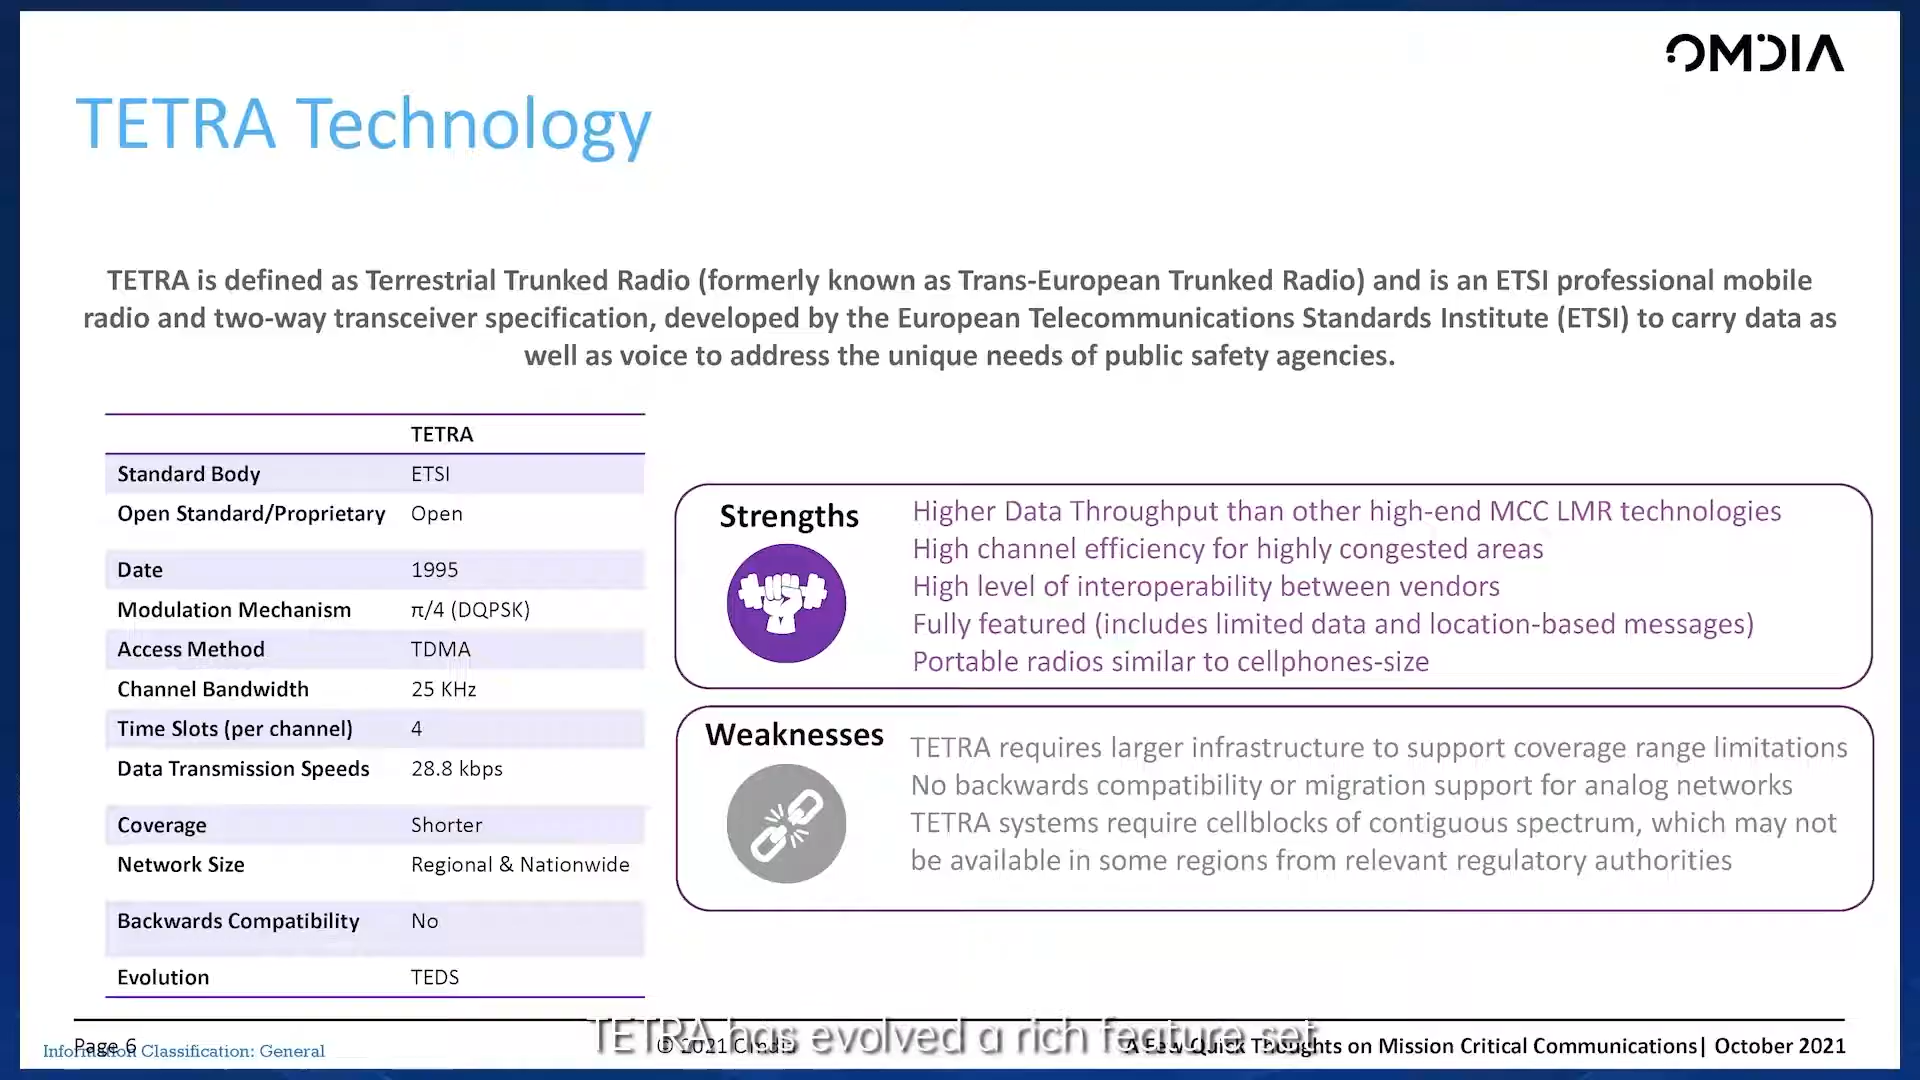 OMDIA
TETRA Technology
TETRA is defined as Terrestrial Trunked Radio (formerly known as Trans-European Trunked Radio) and is an ETSI professional mobile
radio and two-way transceiver specification, developed by the European Telecommunications Standards Institute (ETSI) to carry data as
well as voice to address the unique needs of public safety agencies.
TETRA
Standard Body ETSI
Open Standard/Proprietary Open
Date 1995
Modulation Mechanism π/4 (DQPSK)
Access Method TDMA
Channel Bandwidth 25 KHz
Time Slots (per channel) 4
Data Transmission Speeds 28.8 kbps
Coverage Shorter
Network Size Regional & Nationwide
Backwards Compatibility No
Evolution TEDS
Strengths
Higher Data Throughput than other high-end MCC LMR technologies
High channel efficiency for highly congested areas
High level of interoperability between vendors
Fully featured (includes limited data and location-based messages)
Portable radios similar to cellphones-size
Weaknesses
TETRA requires larger infrastructure to support coverage range limitations
No backwards compatibility or migration support for analog networks
TETRA systems require cellblocks of contiguous spectrum, which may not
be available in some regions from relevant regulatory authorities
TETRA has evolved a rich feature set
Page 6
Information Classification: General
© 2021 Omdia
A Few Quick Thoughts on Mission Critical Communications| October 2021